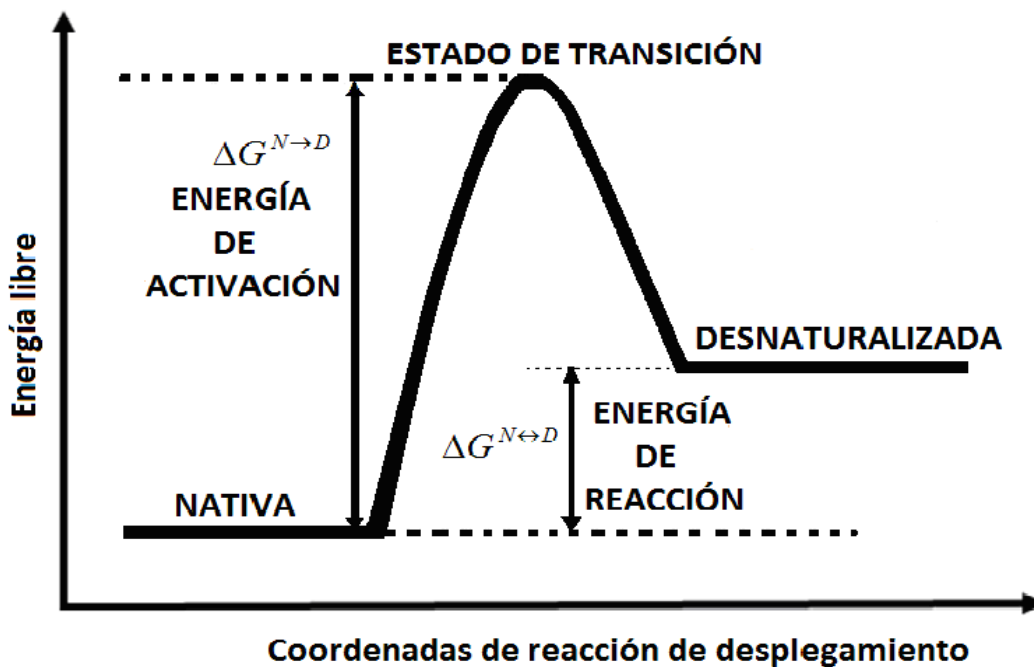 ESTADO DE TRANSICIÓN
ΔG^{N→D}
ENERGÍA
DE
ACTIVACIÓN
Energía libre
DESNATURALIZADA
ΔG^{N↔D}
ENERGÍA
DE
REACCIÓN
NATIVA
Coordenadas de reacción de desplegamiento